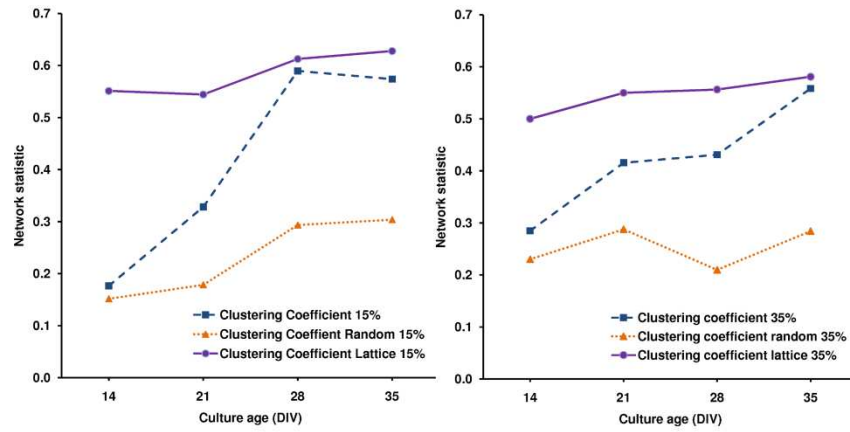 0.7
0.6
0.5
0.4
0.3
0.2
0.1
0.0
Network statistic
Clustering Coefficient 15%
Clustering Coeffient Random 15%
Clustering Coefficient Lattice 15%
14 21 28 35
Culture age (DIV)
0.7
0.6
0.5
0.4
0.3
0.2
0.1
0.0
Network statistic
Clustering coefficient 35%
Clustering coefficient random 35%
Clustering coefficient lattice 35%
14 21 28 35
Culture age (DIV)